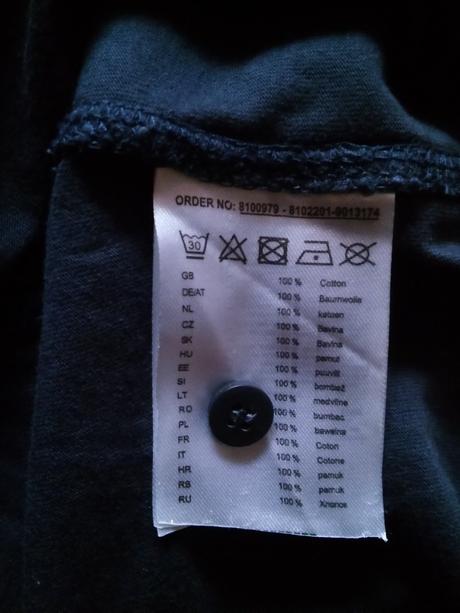 ORDER NO: 8100979 - 8102201-9013174
30
GB 100 % Cotton
DE/AT 100 % Baumwolle
NL 100 % katoen
CZ 100 % Bavlna
SK 100 % Bavlna
HU 100 % pamut
EE 100 % puuvill
SI 100 % bombaž
LT 100 % medvilnė
RO 100 % bumbac
PL 100 % bawełna
FR 100 % Coton
IT 100 % Cotone
HR 100 % pamuk
RS 100 % pamuk
RU 100 % Хлопок